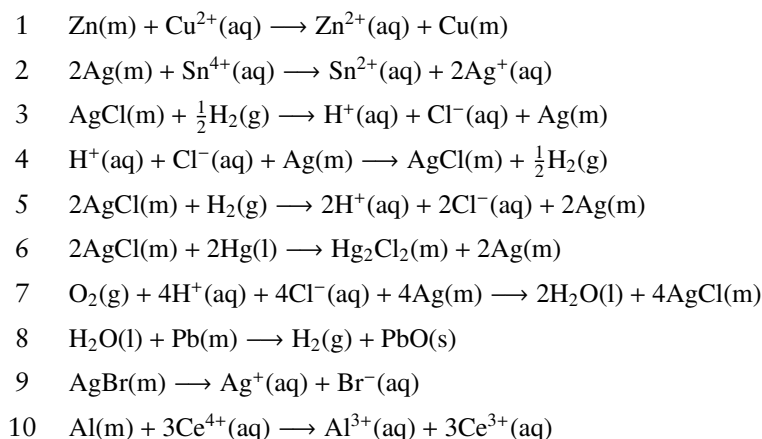 1 Zn(m) + Cu²⁺(aq) ⟶ Zn²⁺(aq) + Cu(m)
2 2Ag(m) + Sn⁴⁺(aq) ⟶ Sn²⁺(aq) + 2Ag⁺(aq)
3 AgCl(m) + ½H₂(g) ⟶ H⁺(aq) + Cl⁻(aq) + Ag(m)
4 H⁺(aq) + Cl⁻(aq) + Ag(m) ⟶ AgCl(m) + ½H₂(g)
5 2AgCl(m) + H₂(g) ⟶ 2H⁺(aq) + 2Cl⁻(aq) + 2Ag(m)
6 2AgCl(m) + 2Hg(l) ⟶ Hg₂Cl₂(m) + 2Ag(m)
7 O₂(g) + 4H⁺(aq) + 4Cl⁻(aq) + 4Ag(m) ⟶ 2H₂O(l) + 4AgCl(m)
8 H₂O(l) + Pb(m) ⟶ H₂(g) + PbO(s)
9 AgBr(m) ⟶ Ag⁺(aq) + Br⁻(aq)
10 Al(m) + 3Ce⁴⁺(aq) ⟶ Al³⁺(aq) + 3Ce³⁺(aq)